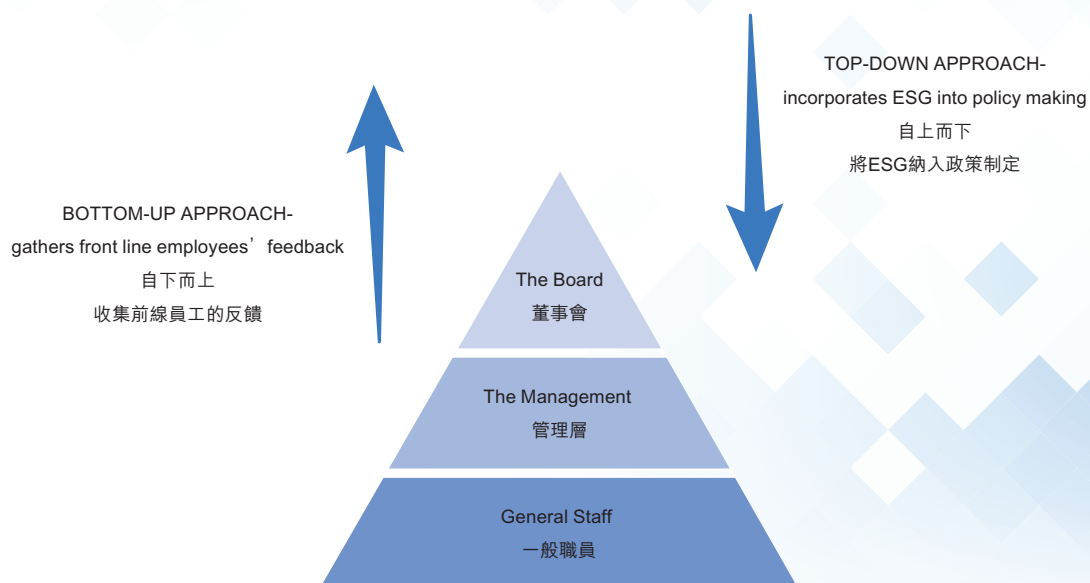 TOP-DOWN APPROACH-
incorporates ESG into policy making
自上而下
將ESG納入政策制定
BOTTOM-UP APPROACH-
gathers front line employees’ feedback
自下而上
收集前線員工的反饋
The Board
董事會
The Management
管理層
General Staff
一般職員